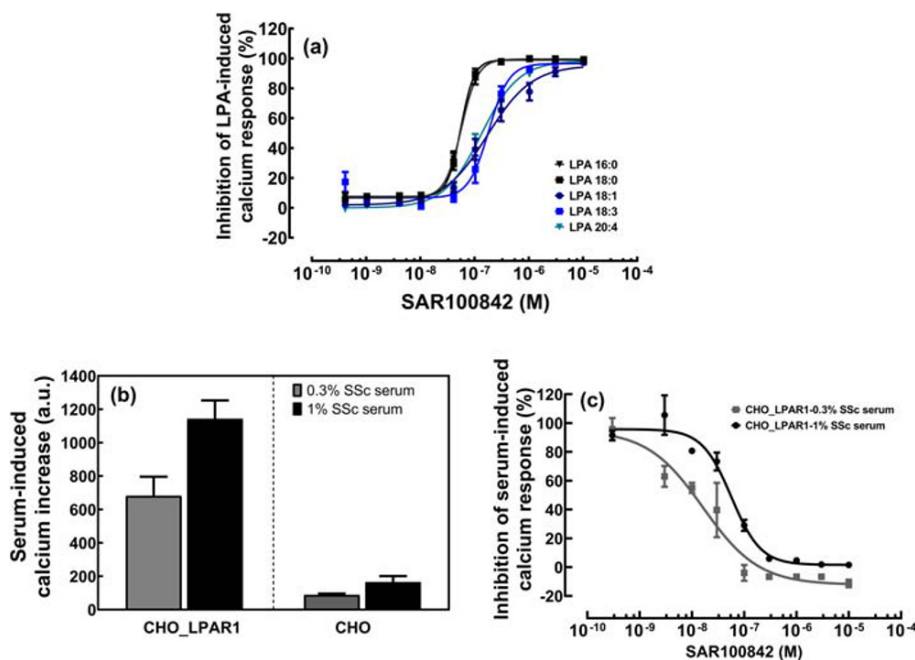 (a)
Inhibition of LPA-induced
calcium response (%)
120
100
80
60
40
20
0
-20
LPA 16:0
LPA 18:0
LPA 18:1
LPA 18:3
LPA 20:4
10-10 10-9 10-8 10-7 10-6 10-5 10-4
SAR100842 (M)
(b)
Serum-induced
calcium increase (a.u.)
1400
1200
1000
800
600
400
200
0
0.3% SSc serum
1% SSc serum
CHO_LPAR1 CHO
(c)
Inhibition of serum-induced
calcium response (%)
120
100
80
60
40
20
0
-20
CHO_LPAR1-0.3% SSc serum
CHO_LPAR1-1% SSc serum
10-10 10-9 10-8 10-7 10-6 10-5 10-4
SAR100842 (M)